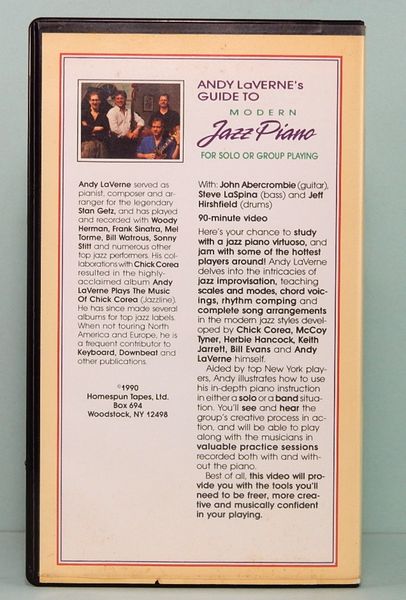 ANDY LaVERNE's
GUIDE TO
MODERN
Jazz Piano
FOR SOLO OR GROUP PLAYING
Andy LaVerne served as
pianist, composer and ar-
ranger for the legendary
Stan Getz, and has played
and recorded with Woody
Herman, Frank Sinatra, Mel
Torme, Bill Watrous, Sonny
Stitt and numerous other
top jazz performers. His col-
laborations with Chick Corea
resulted in the highly-
acclaimed album Andy
LaVerne Plays The Music
Of Chick Corea (Jazzline).
He has since made several
albums for top jazz labels.
When not touring North
America and Europe, he is
a frequent contributor to
Keyboard, Downbeat and
other publications.
©1990
Homespun Tapes, Ltd.
Box 694
Woodstock, NY 12498
With: John Abercrombie (guitar),
Steve LaSpina (bass) and Jeff
Hirshfield (drums)
90-minute video
Here's your chance to study
with a jazz piano virtuoso, and
jam with some of the hottest
players around! Andy LaVerne
delves into the intricacies of
jazz improvisation, teaching
scales and modes, chord voic-
ings, rhythm comping and
complete song arrangements
in the modern jazz styles devel-
oped by Chick Corea, McCoy
Tyner, Herbie Hancock, Keith
Jarrett, Bill Evans and Andy
LaVerne himself.
Aided by top New York play-
ers, Andy illustrates how to use
his in-depth piano instruction
in either a solo or a band situa-
tion. You'll see and hear the
group's creative process in ac-
tion, and will be able to play
along with the musicians in
valuable practice sessions
recorded both with and with-
out the piano.
Best of all, this video will pro-
vide you with the tools you'll
need to be freer, more crea-
tive and musically confident
in your playing.